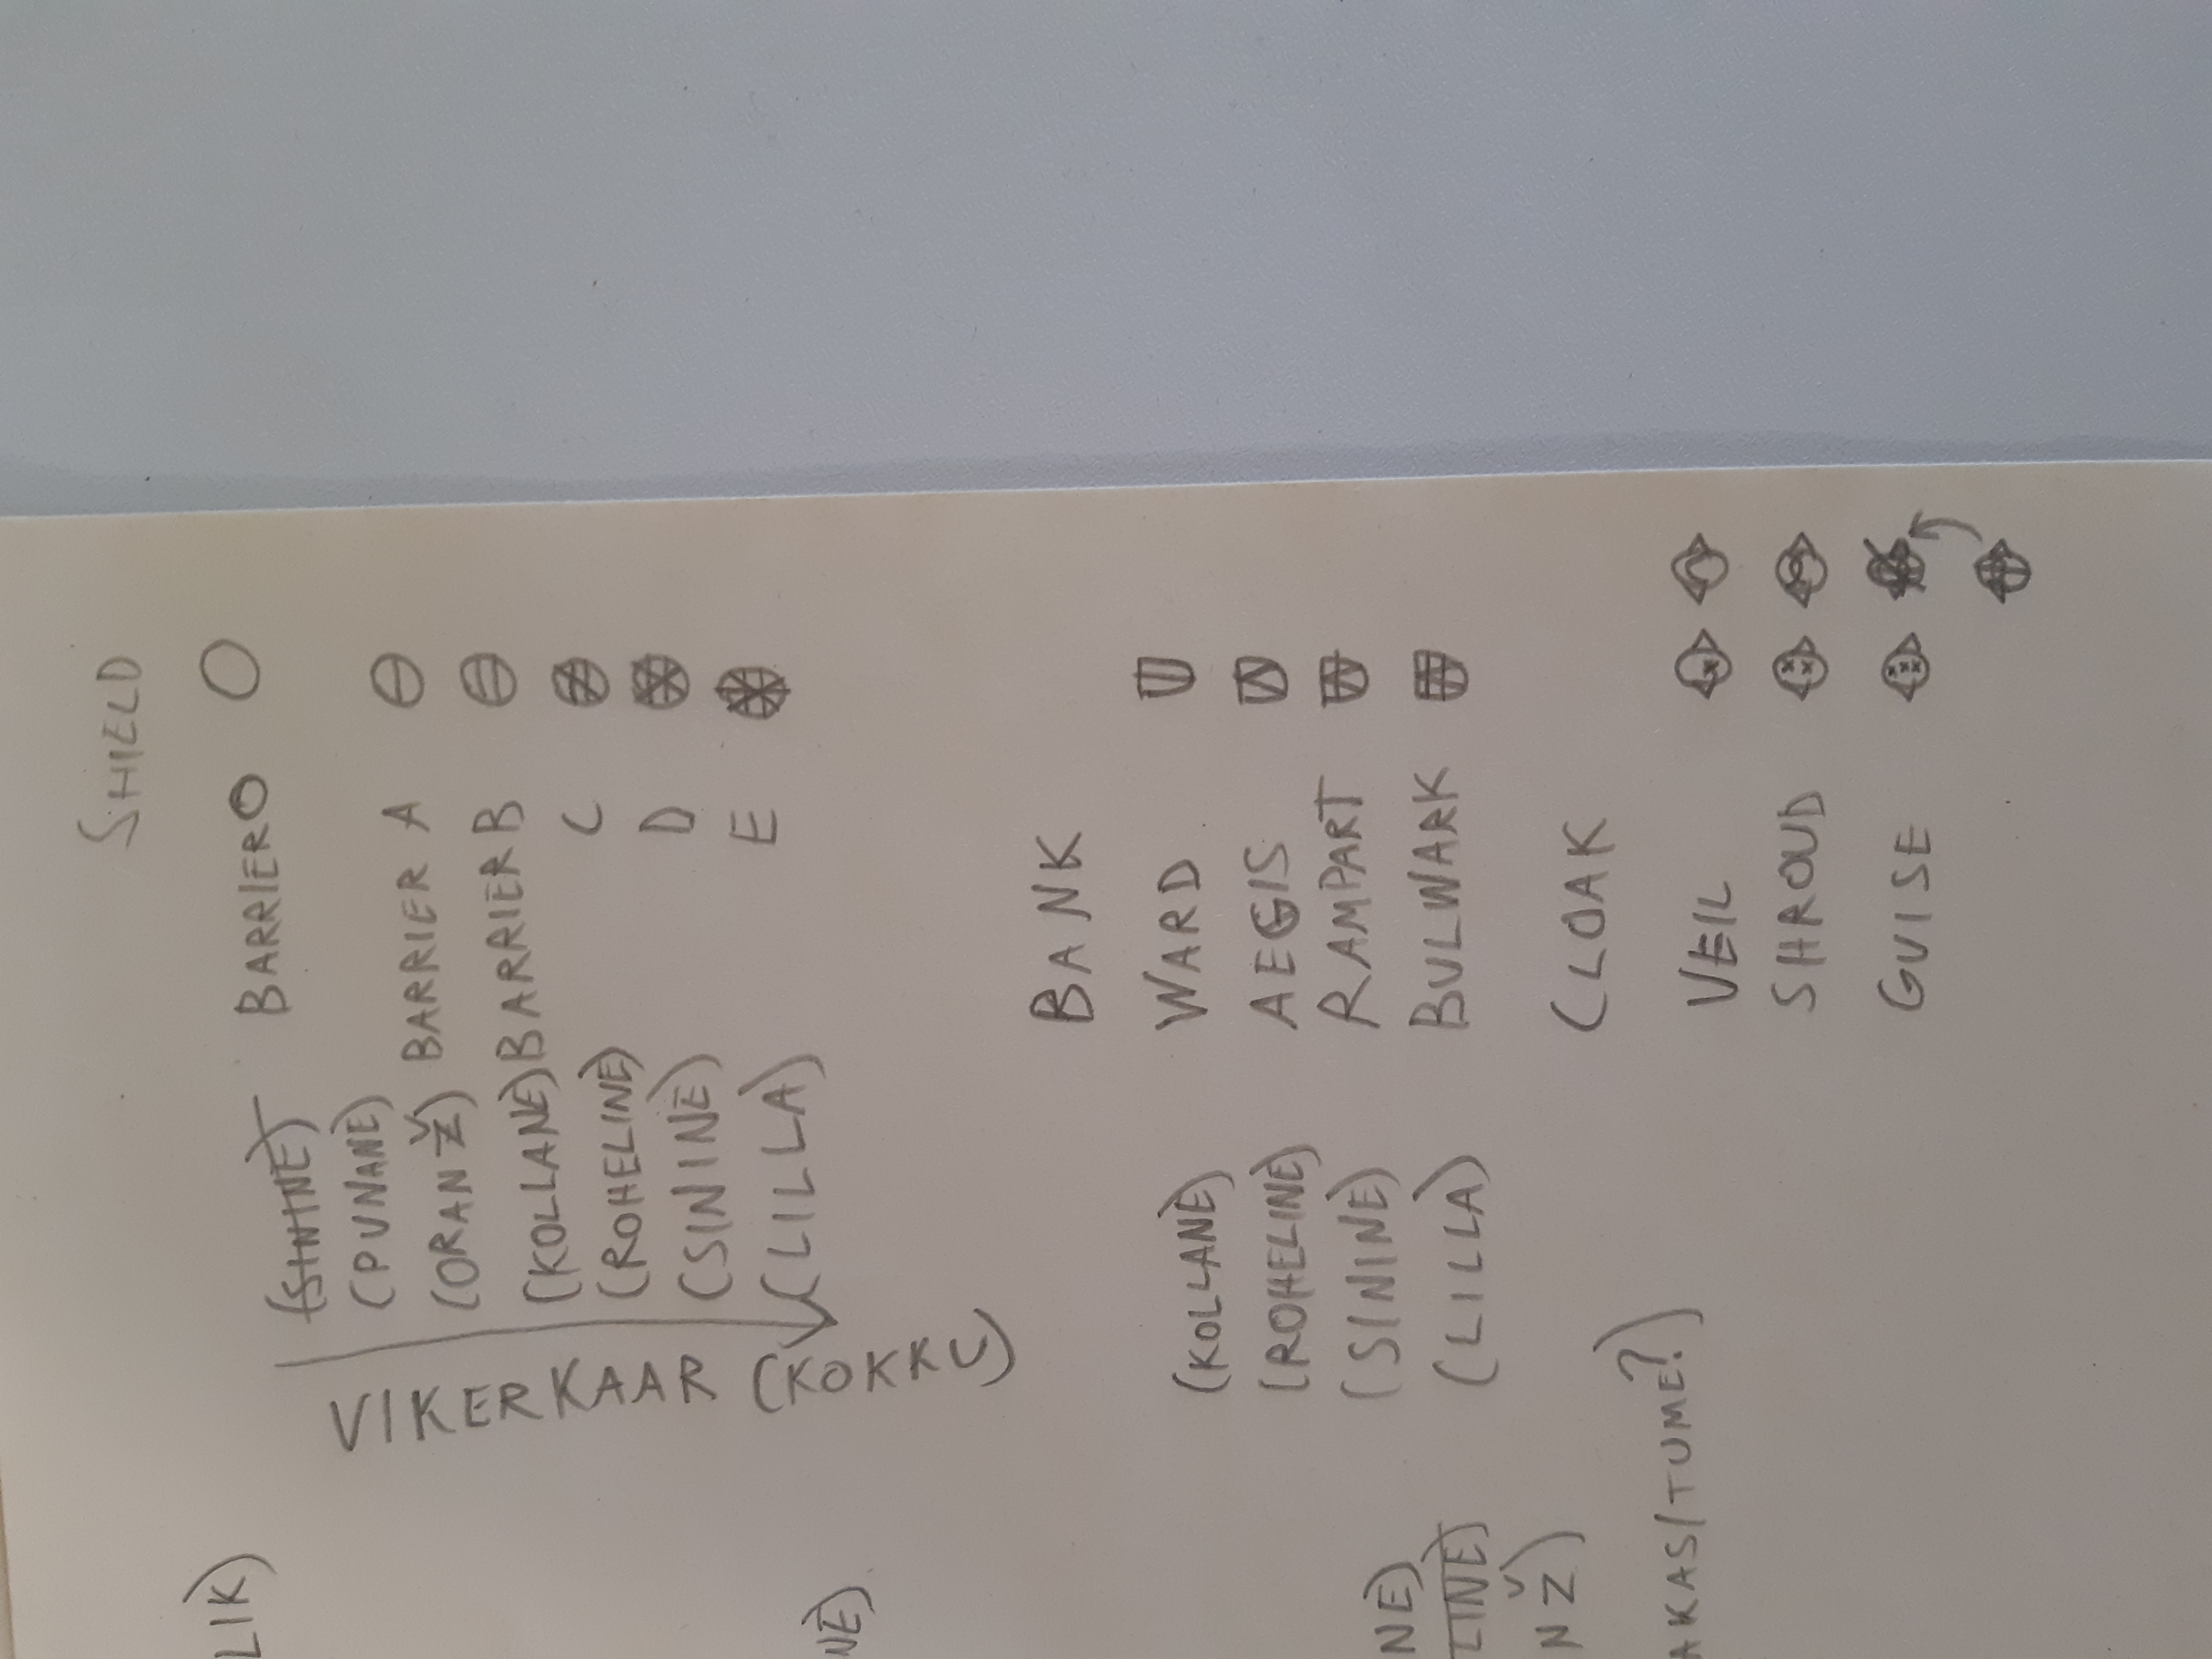 SHIELD
LIK)
(SININE) BARRIER O
(PUNANE)
(ORANŽ) BARRIER A
(KOLLANE) BARRIER B
(ROHELINE) C
(SININE) D
(LILLA) E
VIKERKAAR (KOKKU)
NE)
BANK
(KOLLANE) WARD
(ROHELINE) AEGIS
(SININE) RAMPART
NE)
(LILLA) BULWARK
LINE)
NŽ)
CLOAK
AKAS/TUME?)
VEIL
SHROUD
GUISE